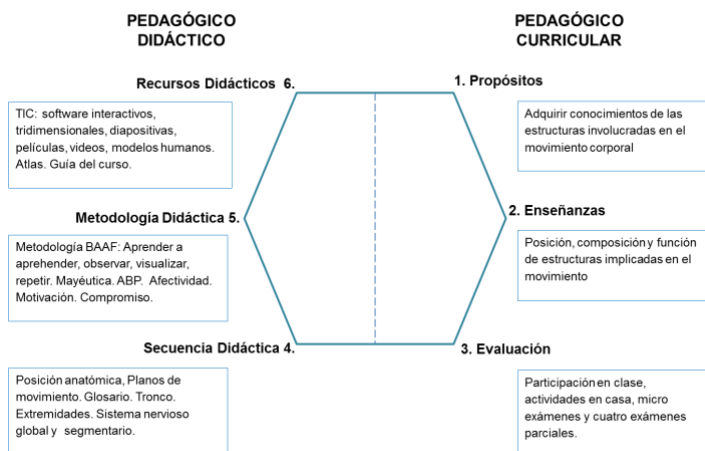 PEDAGÓGICO
DIDÁCTICO
PEDAGÓGICO
CURRICULAR
Recursos Didácticos 6.
TIC: software interactivos,
tridimensionales, diapositivas,
películas, videos, modelos humanos.
Atlas. Guía del curso.
1. Propósitos
Adquirir conocimientos de las
estructuras involucradas en el
movimiento corporal
Metodología Didáctica 5.
Metodología BAAF: Aprender a
aprehender, observar, visualizar,
repetir. Mayéutica. ABP. Afectividad.
Motivación. Compromiso.
2. Enseñanzas
Posición, composición y función
de estructuras implicadas en el
movimiento
Secuencia Didáctica 4.
Posición anatómica, Planos de
movimiento. Glosario. Tronco.
Extremidades. Sistema nervioso
global y segmentario.
3. Evaluación
Participación en clase,
actividades en casa, micro
exámenes y cuatro exámenes
parciales.